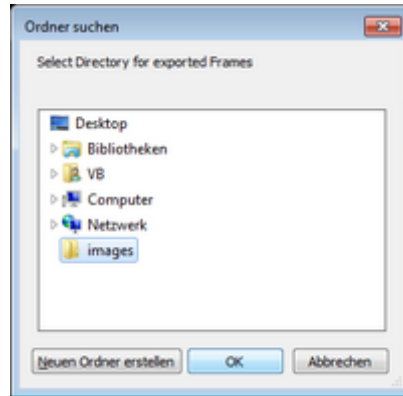 Ordner suchen
Select Directory for exported Frames
Desktop
Bibliotheken
VB
Computer
Netzwerk
images
Neuen Ordner erstellen OK Abbrechen